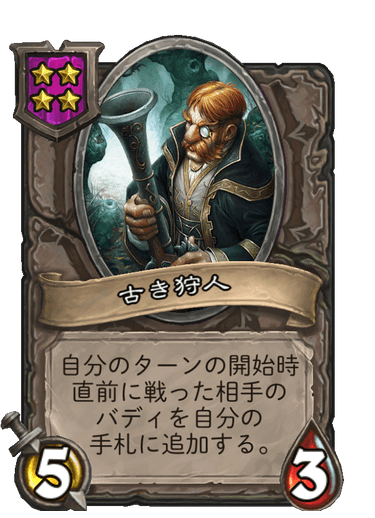 古き狩人
自分のターンの開始時
直前に戦った相手の
バディを自分の
手札に追加する。
5
3